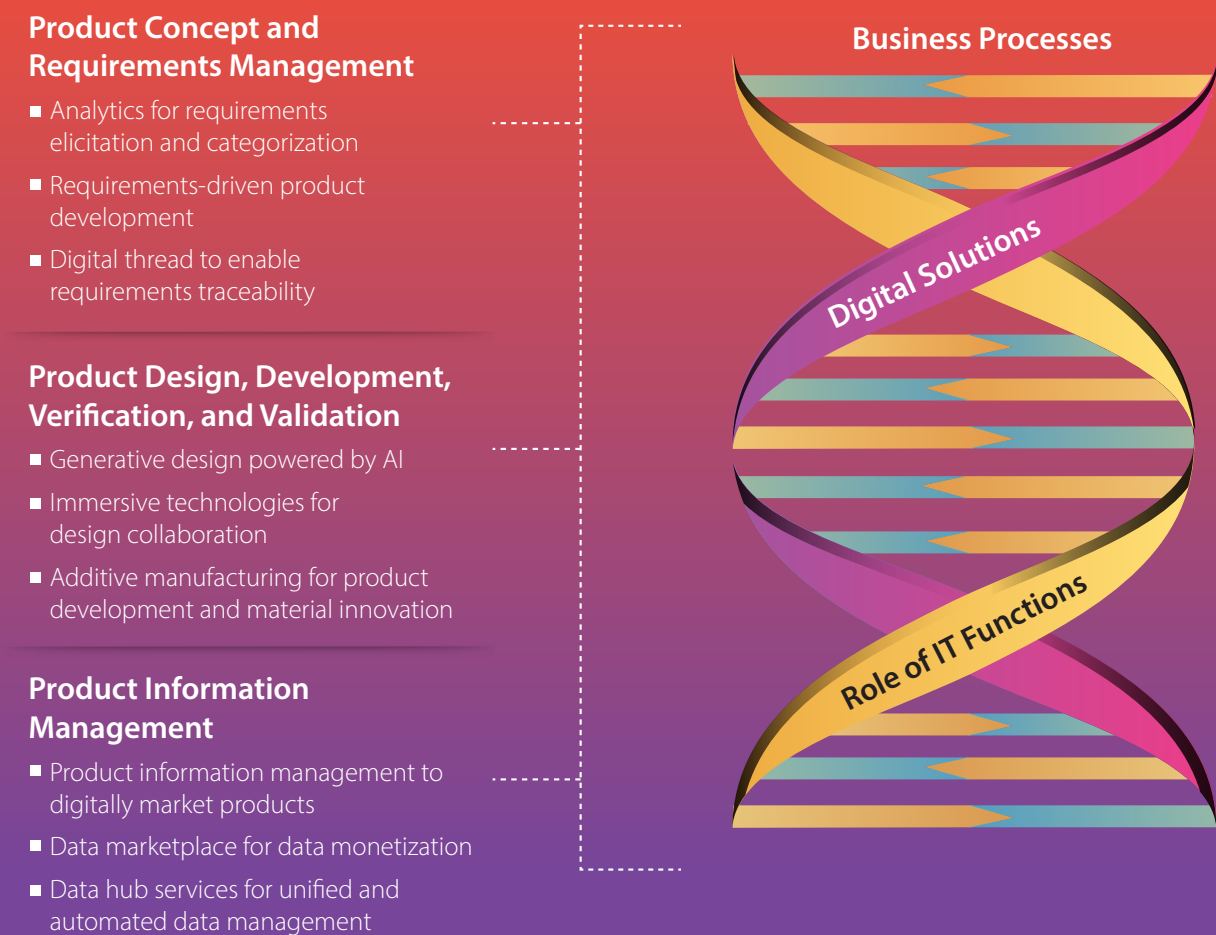 Product Concept and
Requirements Management
Analytics for requirements
elicitation and categorization
Requirements-driven product
development
Digital thread to enable
requirements traceability
Product Design, Development,
Verification, and Validation
Generative design powered by AI
Immersive technologies for
design collaboration
Additive manufacturing for product
development and material innovation
Product Information
Management
Product information management to
digitally market products
Data marketplace for data monetization
Data hub services for unified and
automated data management
Business Processes
Digital Solutions
Role of IT Functions